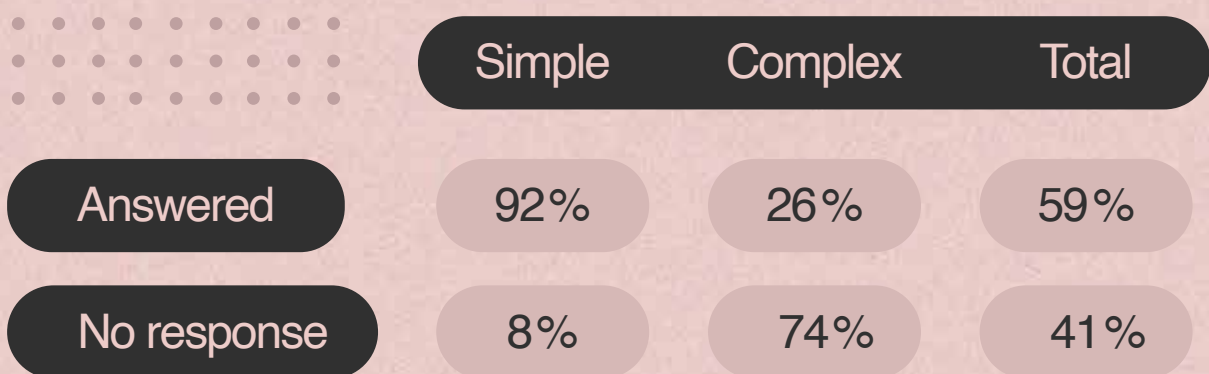 Simple Complex Total
Answered 92% 26% 59%
No response 8% 74% 41%